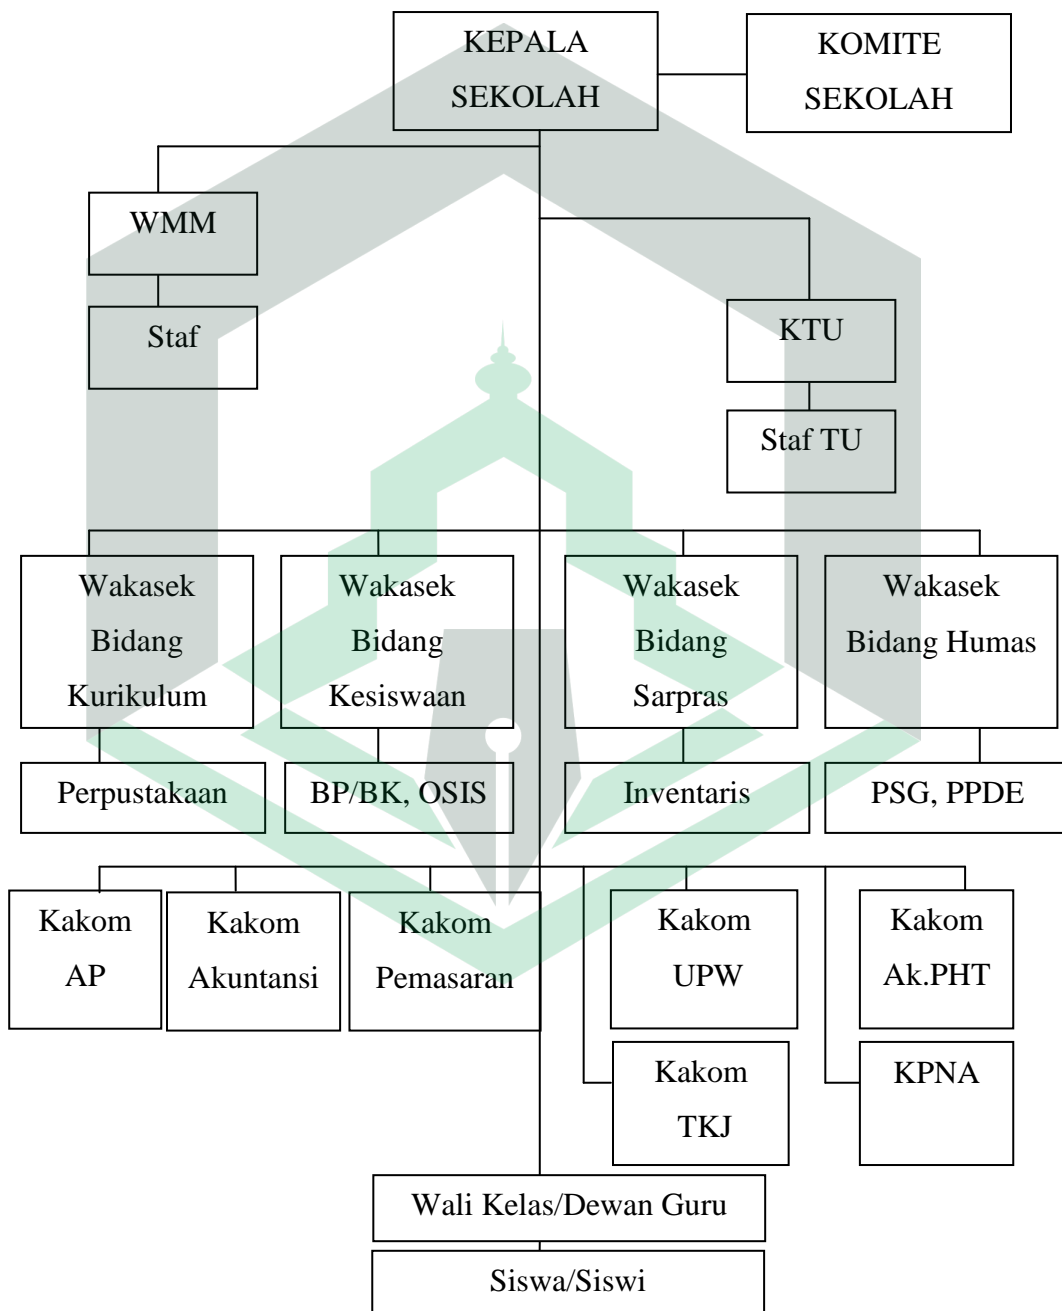 KEPALA
SEKOLAH
KOMITE
SEKOLAH
WMM
Staf
KTU
Staf TU
Wakasek
Bidang
Kurikulum
Wakasek
Bidang
Kesiswaan
Wakasek
Bidang
Sarpras
Wakasek
Bidang Humas
Perpustakaan
BP/BK, OSIS
Inventaris
PSG, PPDE
Kakom
AP
Kakom
Akuntansi
Kakom
Pemasaran
Kakom
UPW
Kakom
Ak.PHT
Kakom
TKJ
KPNA
Wali Kelas/Dewan Guru
Siswa/Siswi